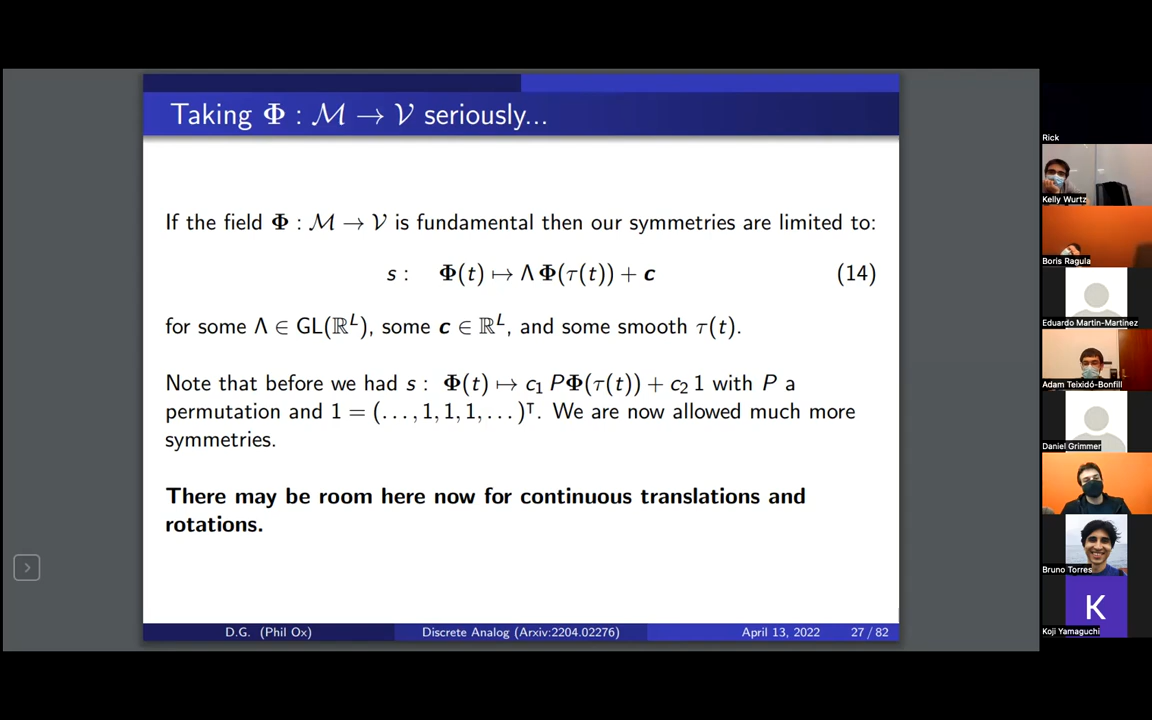 Taking Φ : ℳ → 𝒱 seriously...
If the field Φ : ℳ → 𝒱 is fundamental then our symmetries are limited to:
s : Φ(t) ↦ Λ Φ(τ(t)) + c (14)
for some Λ ∈ GL(ℝᴸ), some c ∈ ℝᴸ, and some smooth τ(t).
Note that before we had s : Φ(t) ↦ c₁ PΦ(τ(t)) + c₂ 1 with P a
permutation and 1 = (. . . , 1, 1, 1, . . . )ᵀ. We are now allowed much more
symmetries.
There may be room here now for continuous translations and
rotations.
D.G. (Phil Ox) Discrete Analog (Arxiv:2204.02276) April 13, 2022 27 / 82
Rick
Kelly Wurtz
Boris Ragula
Eduardo Martin-Martinez
Adam Teixidó-Bonfill
Daniel Grimmer
Bruno Torres
K
Koji Yamaguchi